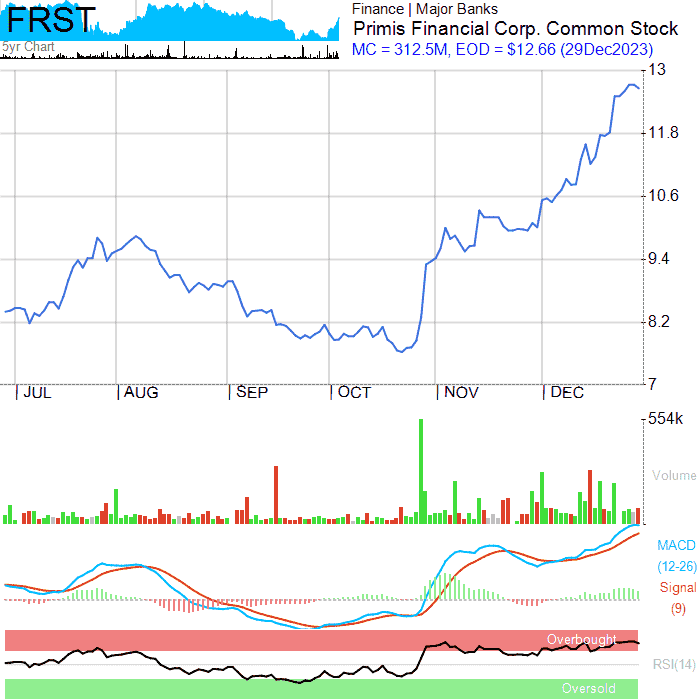 FRST
5yr Chart
Finance | Major Banks
Primis Financial Corp. Common Stock
MC = 312.5M, EOD = $12.66 (29Dec2023)
13
11.8
10.6
9.4
8.2
7
JUL AUG SEP OCT NOV DEC
554k
Volume
MACD
(12-26)
Signal
(9)
Overbought
RSI(14)
Oversold